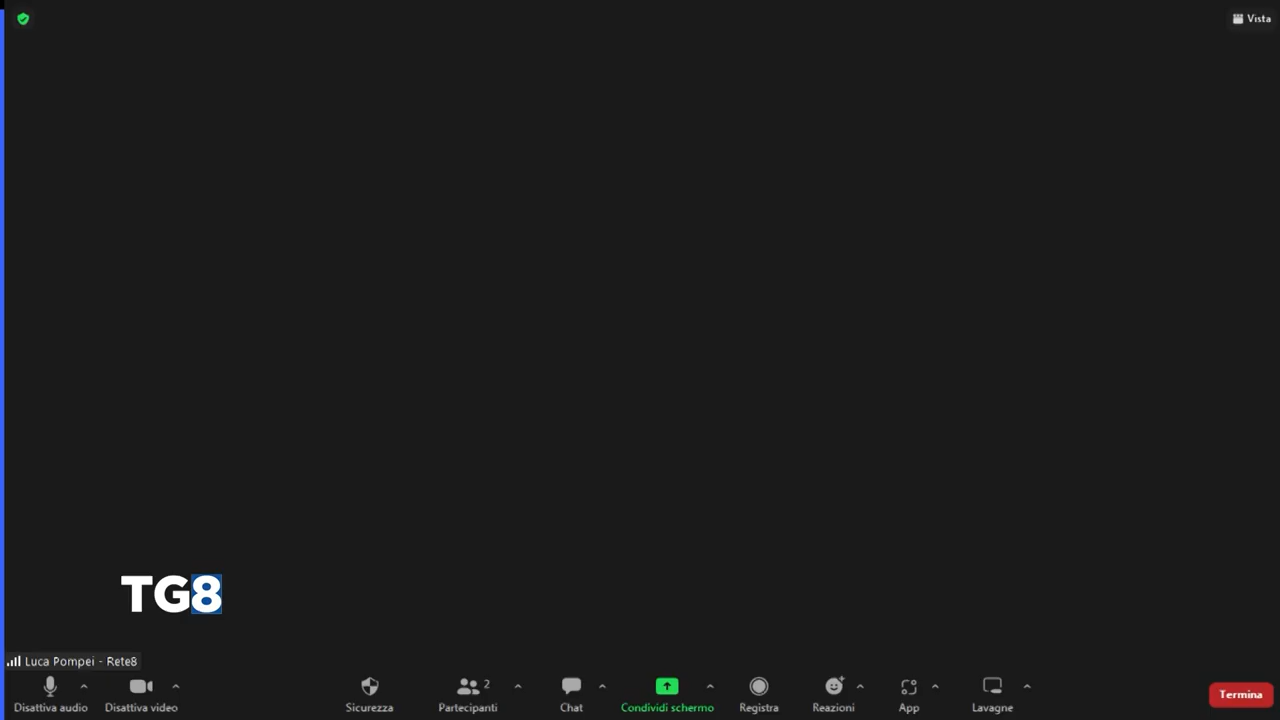 Vista
TG8
Luca Pompei - Rete8
Disattiva audio
Disattiva video
Sicurezza
Partecipanti
2
Chat
Condividi schermo
Registra
Reazioni
App
Lavagne
Termina